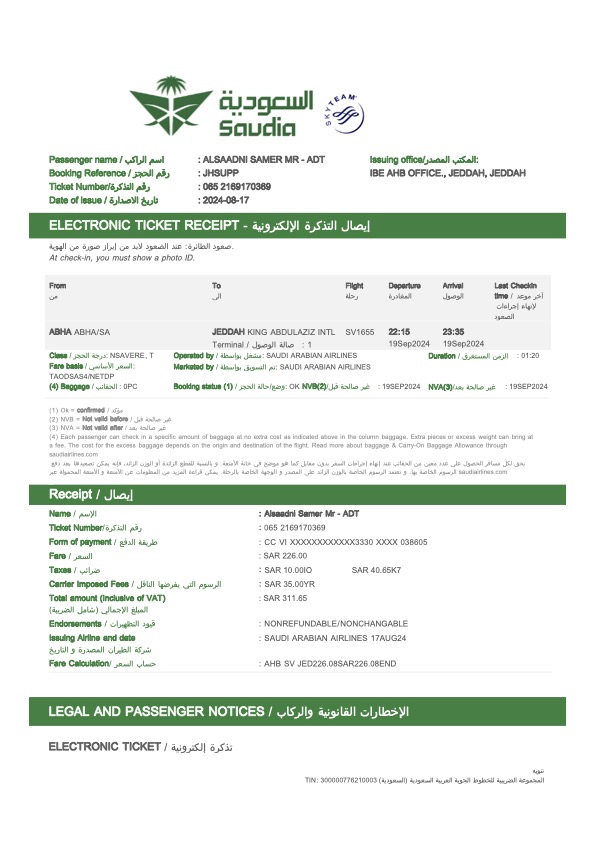 السعودية
Saudia
SKYTEAM
Passenger name / اسم الراكب : ALSAADNI SAMER MR - ADT Issuing office/المكتب المصدر:
Booking Reference / رقم الحجز : JHSUPP IBE AHB OFFICE., JEDDAH, JEDDAH
Ticket Number/رقم التذكرة : 065 2169170369
Date of issue / تاريخ الاصدارة : 2024-08-17
ELECTRONIC TICKET RECEIPT - إيصال التذكرة الإلكترونية
صعود الطائرة: عند الصعود لابد من إبراز صورة من الهوية.
At check-in, you must show a photo ID.
From To Flight Departure Arrival Last Checkin
من الى رحلة المغادرة الوصول time / آخر موعد
لإنهاء إجراءات
الصعود
ABHA ABHA/SA JEDDAH KING ABDULAZIZ INTL SV1655 22:15 23:35
Terminal / صالة الوصول : 1 19Sep2024 19Sep2024
Class / درجة الحجز : NSAVERE, T Operated by / مشغل بواسطة : SAUDI ARABIAN AIRLINES Duration / الزمن المستغرق : 01:20
Fare basis / السعر الأساسي : Marketed by / تم التسويق بواسطة : SAUDI ARABIAN AIRLINES
TAODSAS4/NETDP
(4) Baggage / الحقائب : 0PC Booking status (1) / وضع/حالة الحجز : OK NVB(2)/غير صالحة قبل : 19SEP2024 NVA(3)/غير صالحة بعد : 19SEP2024
(1) Ok = confirmed / مؤكد
(2) NVB = Not valid before / غير صالحة قبل
(3) NVA = Not valid after / غير صالحة بعد
(4) Each passenger can check in a specific amount of baggage at no extra cost as indicated above in the column baggage. Extra pieces or excess weight can bring at
a fee. The cost for the excess baggage depends on the origin and destination of the flight. Read more about baggage & Carry-On Baggage Allowance through
saudiairlines.com
يحق لكل مسافر الحصول على عدد معين من الحقائب عند إنهاء إجراءات السفر بدون مقابل كما هو موضح في خانة الأمتعة. و بالنسبة للقطع الزائدة أو الوزن الزائد، فإنه يمكن تصعيدها بعد دفع
الرسوم الخاصة بها. و تعتمد الرسوم الخاصة بالوزن الزائد على المصدر و الوجهة الخاصة بالرحلة. يمكن قراءة المزيد من المعلومات عن الأمتعة و الأمتعة المحمولة عبر saudiairlines.com
Receipt / إيصال
Name / الإسم : Alsaadni Samer Mr - ADT
Ticket Number/رقم التذكرة : 065 2169170369
Form of payment / طريقة الدفع : CC VI XXXXXXXXXXXX3330 XXXX 038605
Fare / السعر : SAR 226.00
Taxes / ضرائب : SAR 10.00IO SAR 40.65K7
Carrier Imposed Fees / الرسوم التي يفرضها الناقل : SAR 35.00YR
Total amount (inclusive of VAT) : SAR 311.65
المبلغ الإجمالي (شامل الضريبة)
Endorsements / قيود التظهيرات : NONREFUNDABLE/NONCHANGABLE
Issuing Airline and date : SAUDI ARABIAN AIRLINES 17AUG24
شركة الطيران المصدرة و التاريخ
Fare Calculation/ حساب السعر : AHB SV JED226.08SAR226.08END
LEGAL AND PASSENGER NOTICES / الإخطارات القانونية والركاب
ELECTRONIC TICKET / تذكرة إلكترونية
تنويه
المجموعة الضريبية للخطوط الجوية العربية السعودية (السعودية) TIN: 300000776210003